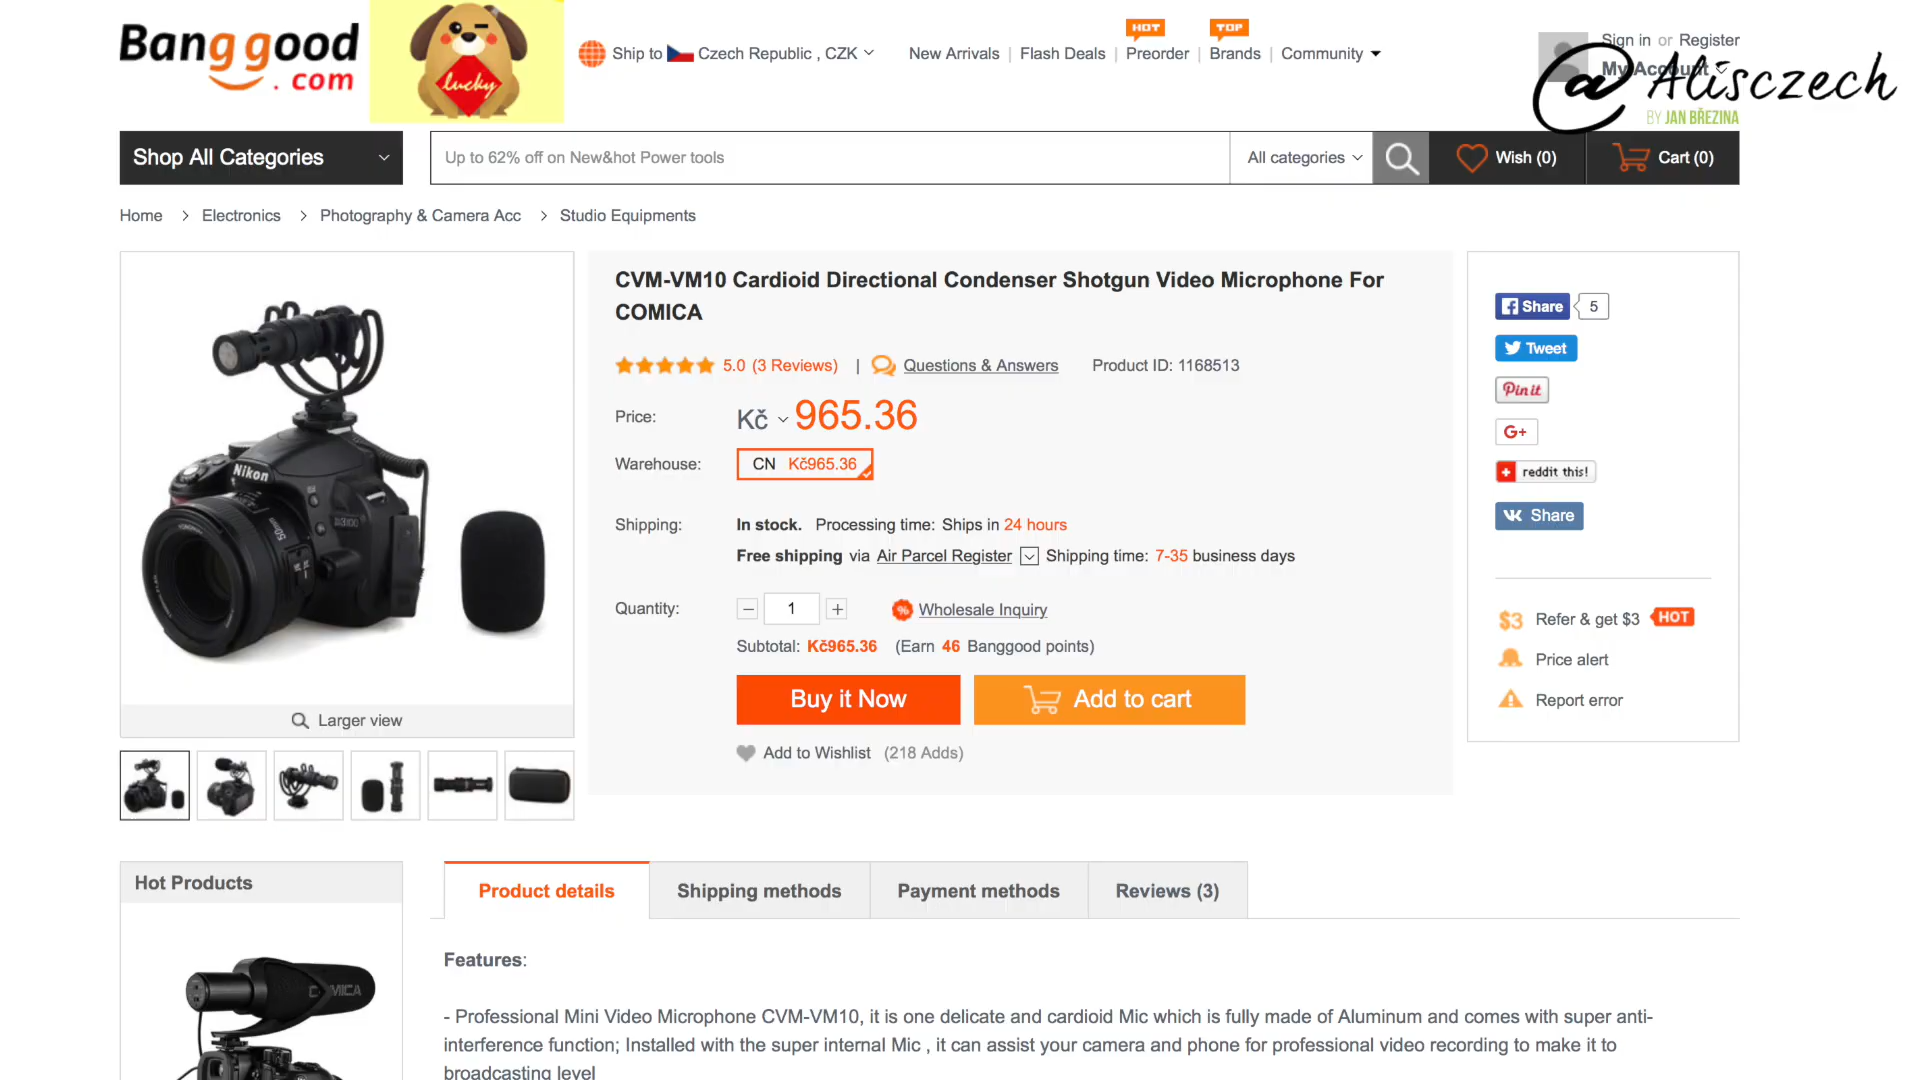 Banggood
.com
lucky
Ship to Czech Republic , CZK
New Arrivals | Flash Deals | Preorder | Brands | Community
HOT
TOP
Sign in or Register
My Account
@Alisczech
BY JAN BŘEZINA
Shop All Categories
Up to 62% off on New&hot Power tools
All categories
Wish (0)
Cart (0)
Home > Electronics > Photography & Camera Acc > Studio Equipments
CVM-VM10 Cardioid Directional Condenser Shotgun Video Microphone For
COMICA
5.0 (3 Reviews) | Questions & Answers Product ID: 1168513
Price: Kč 965.36
Warehouse: CN Kč965.36
Shipping: In stock. Processing time: Ships in 24 hours
Free shipping via Air Parcel Register Shipping time: 7-35 business days
Quantity: − 1 + % Wholesale Inquiry
Subtotal: Kč965.36 (Earn 46 Banggood points)
Buy it Now
Add to cart
Add to Wishlist (218 Adds)
Nikon
D3100
50mm
Larger view
Share 5
Tweet
Pin it
G+
reddit this!
Share
$3 Refer & get $3 HOT
Price alert
Report error
Hot Products
COMICA
Product details
Shipping methods
Payment methods
Reviews (3)
Features:
- Professional Mini Video Microphone CVM-VM10, it is one delicate and cardioid Mic which is fully made of Aluminum and comes with super anti-
interference function; Installed with the super internal Mic , it can assist your camera and phone for professional video recording to make it to
broadcasting level